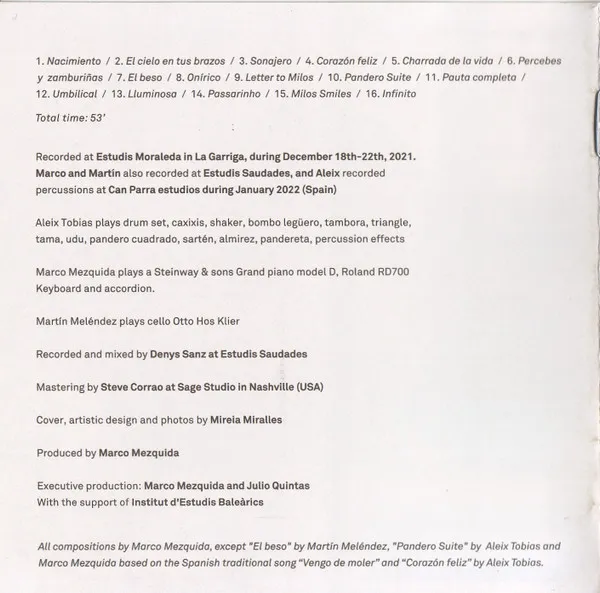 1. Nacimiento / 2. El cielo en tus brazos / 3. Sonajero / 4. Corazón feliz / 5. Charrada de la vida / 6. Percebes
y zamburiñas / 7. El beso / 8. Onírico / 9. Letter to Milos / 10. Pandero Suite / 11. Pauta completa /
12. Umbilical / 13. Lluminosa / 14. Passarinho / 15. Milos Smiles / 16. Infinito
Total time: 53'
Recorded at Estudis Moraleda in La Garriga, during December 18th-22th, 2021.
Marco and Martín also recorded at Estudis Saudades, and Aleix recorded
percussions at Can Parra estudios during January 2022 (Spain)
Aleix Tobias plays drum set, caxixis, shaker, bombo legüero, tambora, triangle,
tama, udu, pandero cuadrado, sartén, almirez, pandereta, percussion effects
Marco Mezquida plays a Steinway & sons Grand piano model D, Roland RD700
Keyboard and accordion.
Martín Meléndez plays cello Otto Hos Klier
Recorded and mixed by Denys Sanz at Estudis Saudades
Mastering by Steve Corrao at Sage Studio in Nashville (USA)
Cover, artistic design and photos by Mireia Miralles
Produced by Marco Mezquida
Executive production: Marco Mezquida and Julio Quintas
With the support of Institut d'Estudis Baleàrics
All compositions by Marco Mezquida, except "El beso" by Martín Meléndez, "Pandero Suite" by Aleix Tobias and
Marco Mezquida based on the Spanish traditional song “Vengo de moler” and “Corazón feliz” by Aleix Tobias.